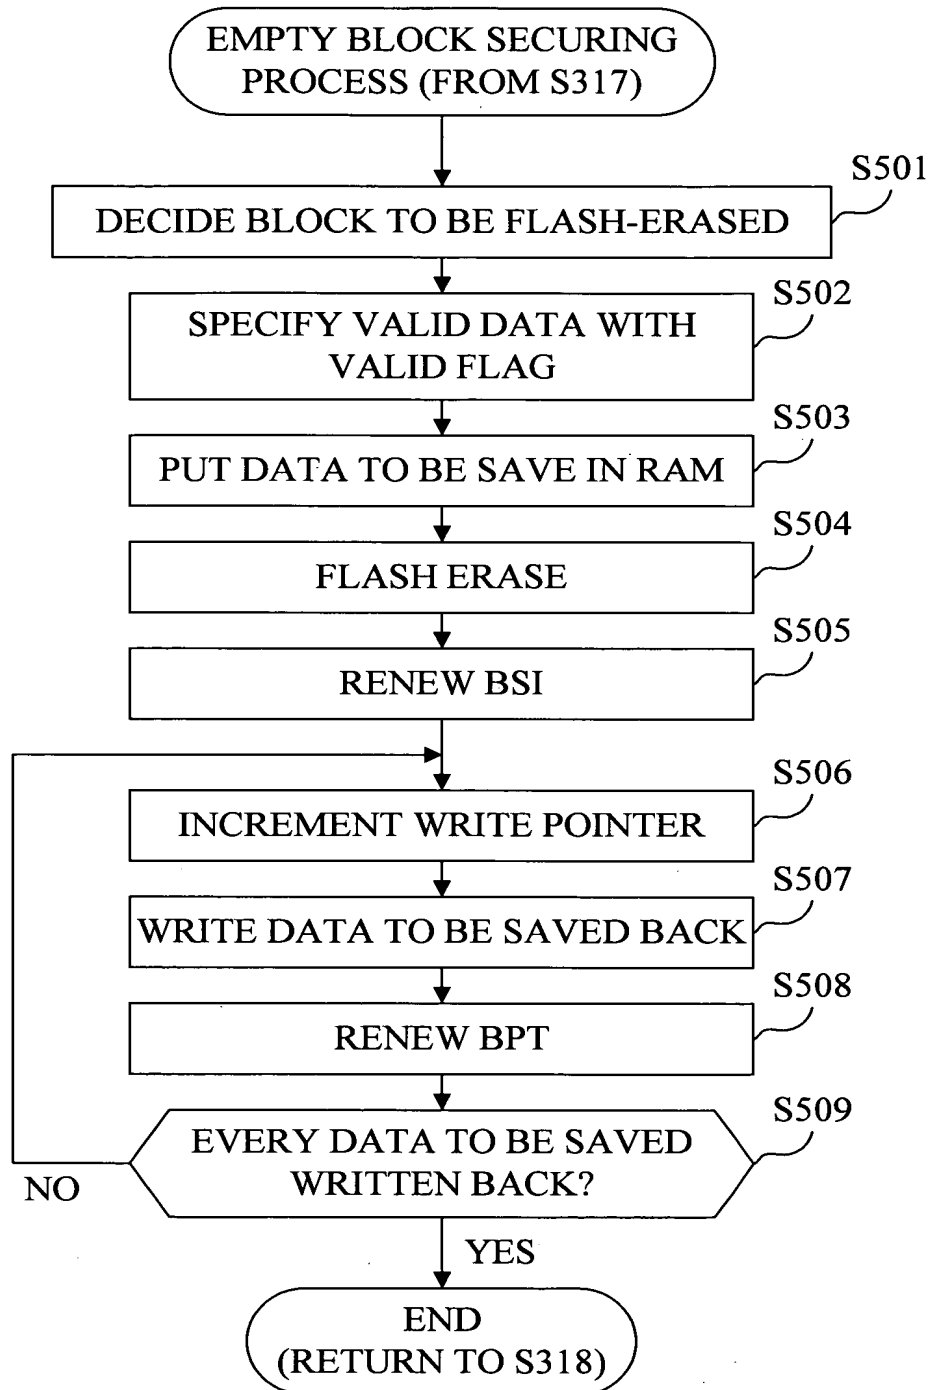 EMPTY BLOCK SECURING
PROCESS (FROM S317)
S501
DECIDE BLOCK TO BE FLASH-ERASED
S502
SPECIFY VALID DATA WITH
VALID FLAG
S503
PUT DATA TO BE SAVE IN RAM
S504
FLASH ERASE
S505
RENEW BSI
S506
INCREMENT WRITE POINTER
S507
WRITE DATA TO BE SAVED BACK
S508
RENEW BPT
S509
EVERY DATA TO BE SAVED
WRITTEN BACK?
NO
YES
END
(RETURN TO S318)